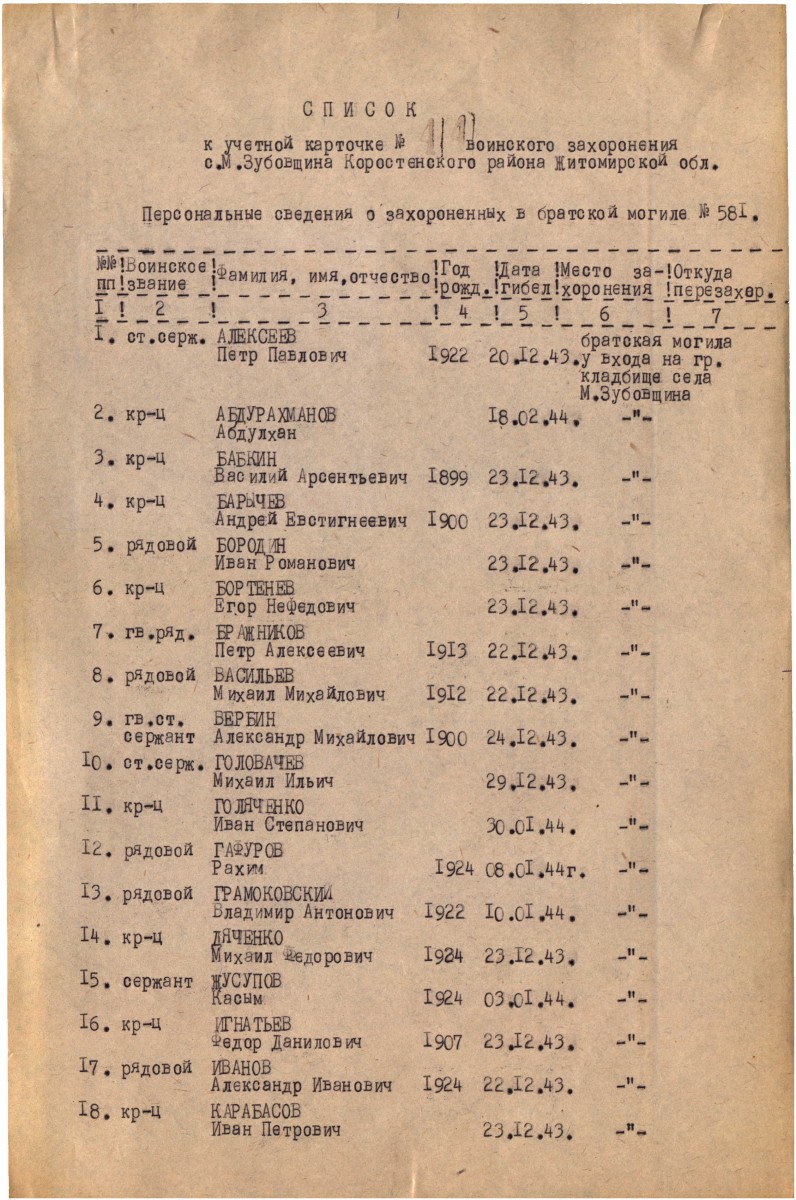 СПИСОК
к учетной карточке № воинского захоронения
с.М.Зубовщина Коростенского района Житомирской обл.
Персональные сведения о захороненных в братской могиле № 581.
№№ ! Воинское ! Фамилия, имя, отчество ! Год ! Дата ! Место за- ! Откуда
пп ! звание ! рожд. ! гибел ! хоронения ! перезахор.
I ! 2 ! 3 ! 4 ! 5 ! 6 ! 7
I. ст.серж. АЛЕКСЕЕВ братская могила
Петр Павлович 1922 20.12.43. у входа на гр.
кладбище села
М.Зубовщина
2. кр-ц АБДУРАХМАНОВ 18.02.44. -"-
Абдулхан
3. кр-ц БАБКИН
Василий Арсентьевич 1899 23.12.43. -"-
4. кр-ц БАРЫЧЕВ
Андрей Евстигнеевич 1900 23.12.43. -"-
5. рядовой БОРОДИН
Иван Романович 23.12.43. -"-
6. кр-ц БОРТЕНЕВ
Егор Нефедович 23.12.43. -"-
7. гв.ряд. БРАЖНИКОВ
Петр Алексеевич 1913 22.12.43. -"-
8. рядовой ВАСИЛЬЕВ
Михаил Михайлович 1912 22.12.43. -"-
9. гв.ст. ВЕРБИН
сержант Александр Михайлович 1900 24.12.43. -"-
10. ст.серж. ГОЛОВАЧЕВ
Михаил Ильич 29.12.43. -"-
11. кр-ц ГОЛЯЧЕНКО
Иван Степанович 30.01.44. -"-
12. рядовой ГАФУРОВ
Рахим 1924 08.01.44г. -"-
13. рядовой ГРАМОКОВСКИЙ
Владимир Антонович 1922 10.01.44. -"-
14. кр-ц ДЯЧЕНКО
Михаил Федорович 1924 23.12.43. -"-
15. сержант ЖУСУПОВ
Касым 1924 03.01.44. -"-
16. кр-ц ИГНАТЬЕВ
Федор Данилович 1907 23.12.43. -"-
17. рядовой ИВАНОВ
Александр Иванович 1924 22.12.43. -"-
18. кр-ц КАРАБАСОВ
Иван Петрович 23.12.43. -"-